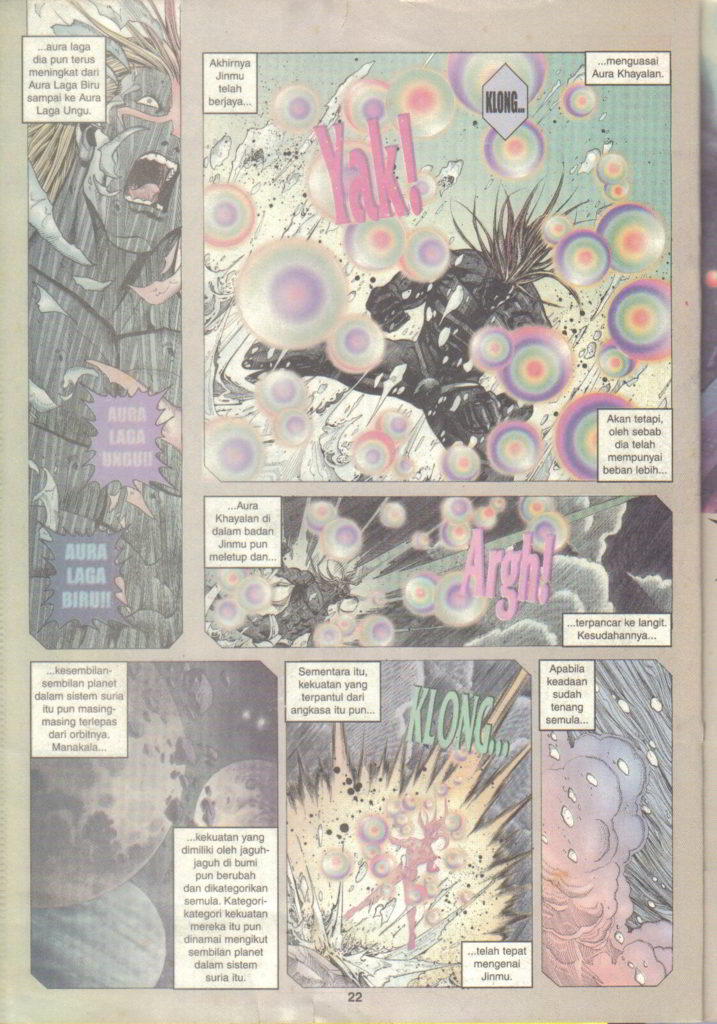 ...aura laga
dia pun terus
meningkat dari
Aura Laga Biru
sampai ke Aura
Laga Ungu.
AURA
LAGA
UNGU!!
AURA
LAGA
BIRU!!
Akhirnya
Jinmu
telah
berjaya...
Yak!
KLONG...
...menguasai
Aura Khayalan.
Akan tetapi,
oleh sebab
dia telah
mempunyai
beban lebih...
...Aura
Khayalan di
dalam badan
Jinmu pun
meletup dan...
Argh!
...terpancar ke langit.
Kesudahannya...
...kesembilan-
sembilan planet
dalam sistem suria
itu pun masing-
masing terlepas
dari orbitnya.
Manakala...
...kekuatan yang
dimiliki oleh jaguh-
jaguh di bumi
pun berubah
dan dikategorikan
semula. Kategori-
kategori kekuatan
mereka itu pun
dinamai mengikut
sembilan planet
dalam sistem
suria itu.
Sementara itu,
kekuatan yang
terpantul dari
angkasa itu pun...
KLONG...
...telah tepat
mengenai
Jinmu.
Apabila
keadaan
sudah
tenang
semula...
22